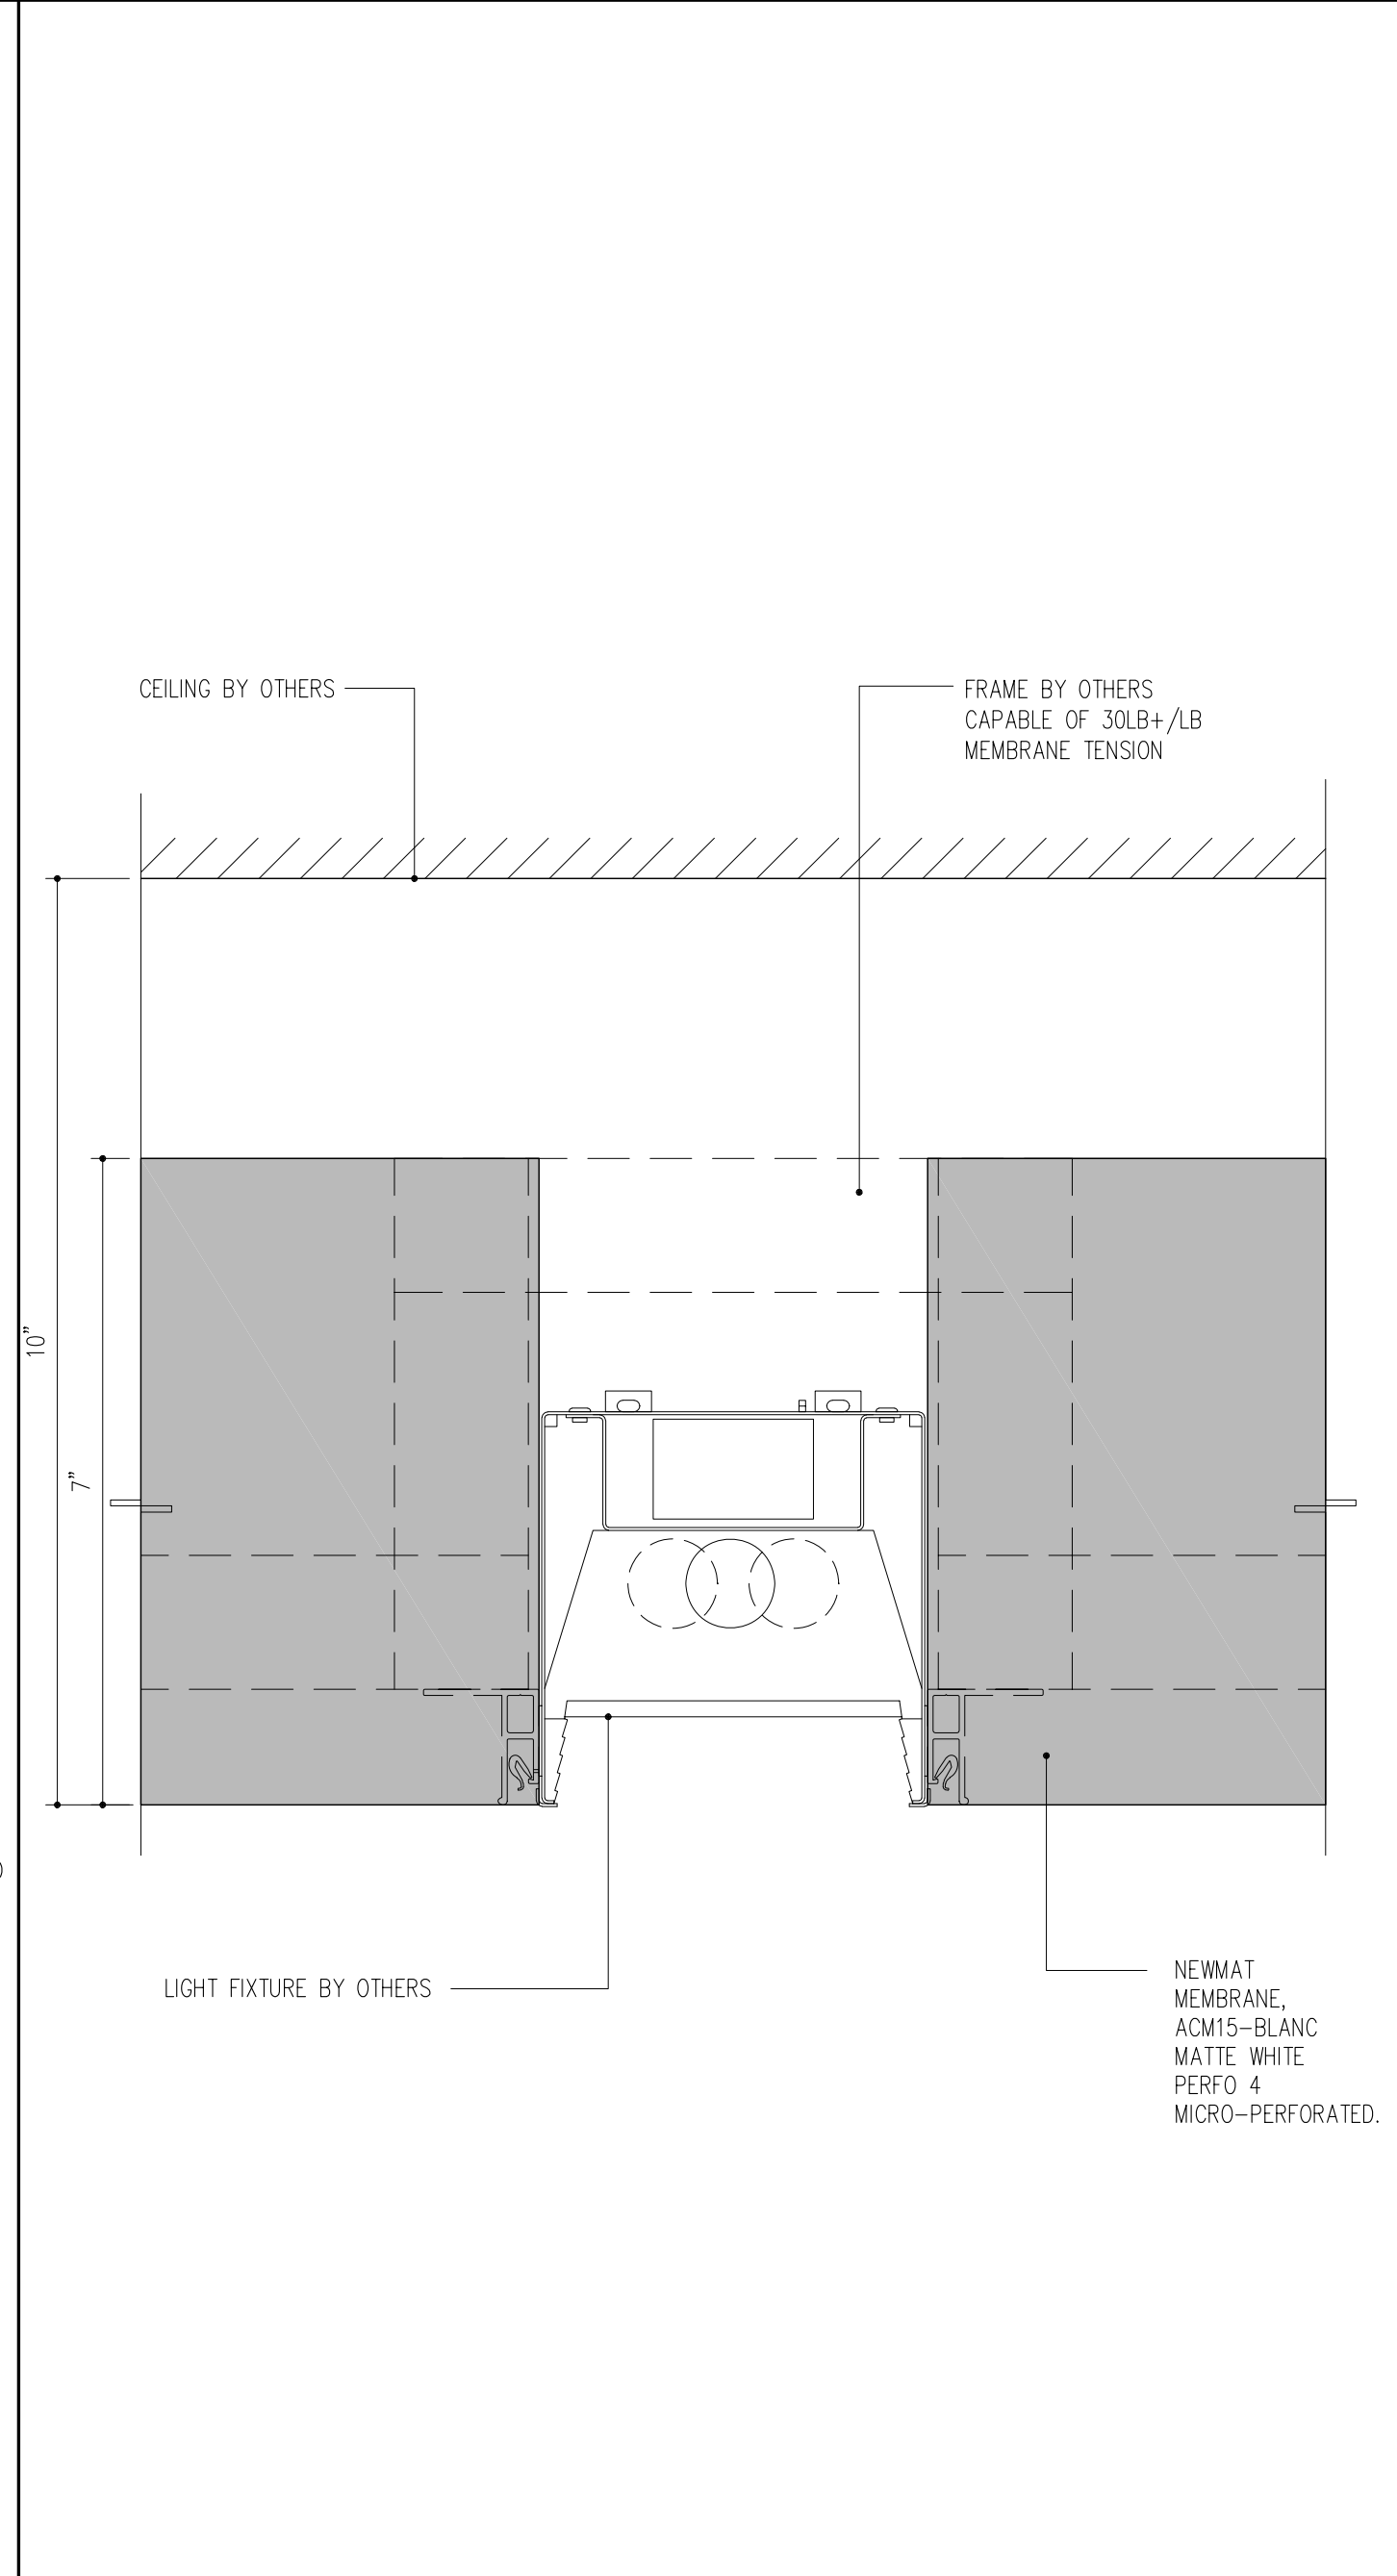 CEILING BY OTHERS
FRAME BY OTHERS
CAPABLE OF 30LB+/LB
MEMBRANE TENSION
10"
7"
LIGHT FIXTURE BY OTHERS
NEWMAT
MEMBRANE,
ACM15-BLANC
MATTE WHITE
PERFO 4
MICRO-PERFORATED.